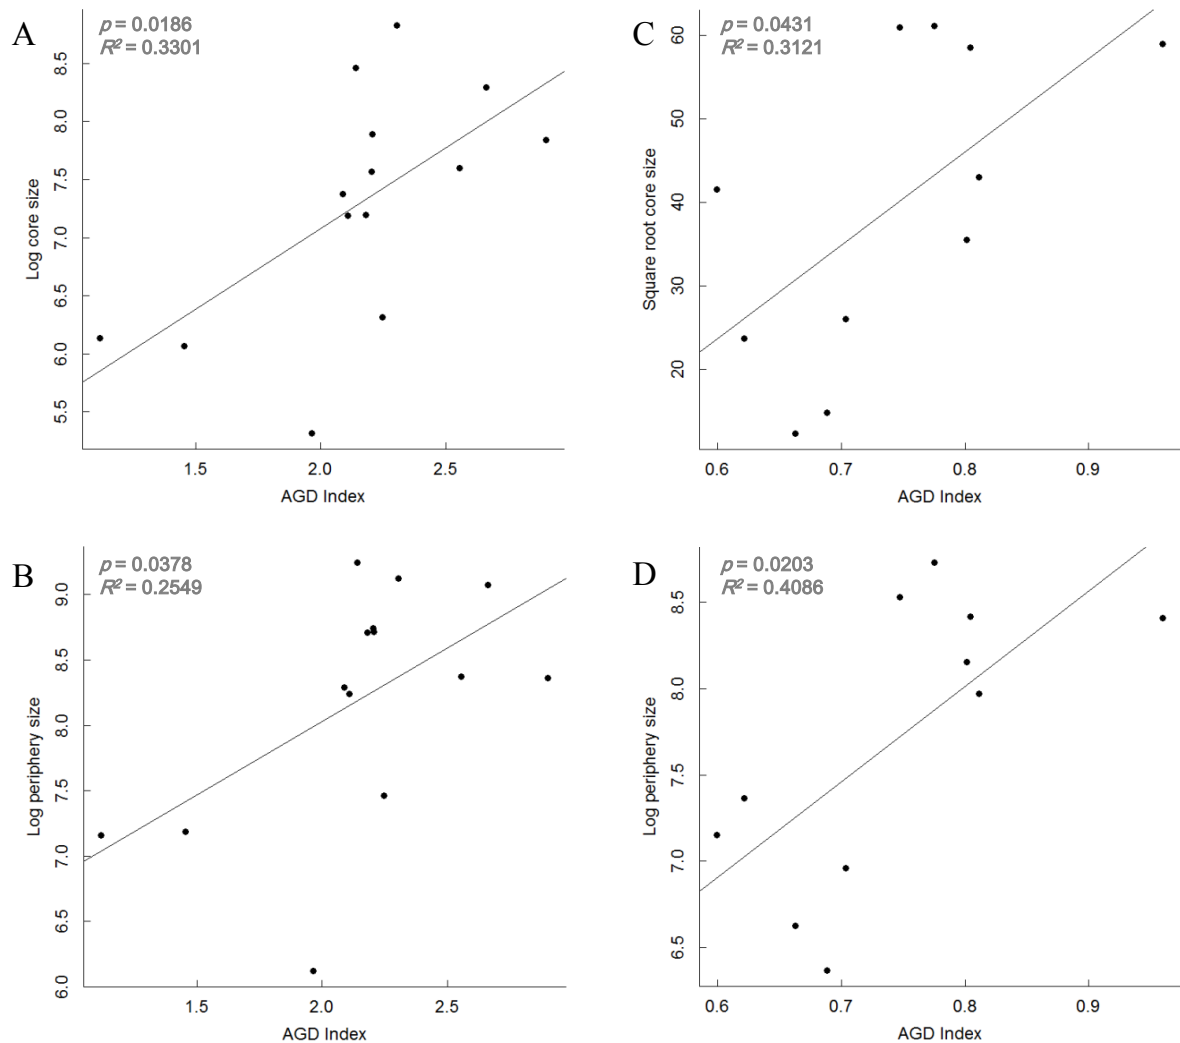 A
p = 0.0186
R² = 0.3301
Log core size
8.5
8.0
7.5
7.0
6.5
6.0
5.5
1.5 2.0 2.5
AGD Index
C
p = 0.0431
R² = 0.3121
Square root core size
60
50
40
30
20
0.6 0.7 0.8 0.9
AGD Index
B
p = 0.0378
R² = 0.2549
Log periphery size
9.0
8.5
8.0
7.5
7.0
6.5
6.0
1.5 2.0 2.5
AGD Index
D
p = 0.0203
R² = 0.4086
Log periphery size
8.5
8.0
7.5
7.0
6.5
0.6 0.7 0.8 0.9
AGD Index